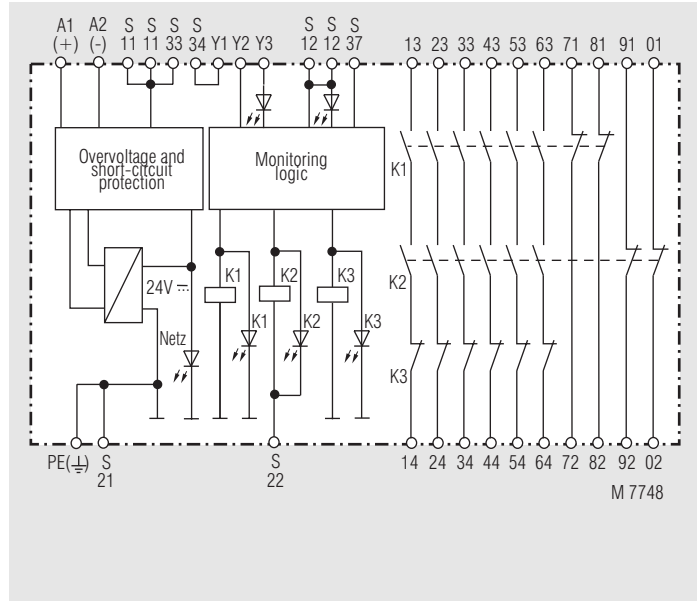 A1 A2 S S S S S S S
(+) (-) 11 11 33 34 Y1 Y2 Y3 12 12 37 13 23 33 43 53 63 71 81 91 01
Overvoltage and
short-circuit
protection
Monitoring
logic
K1
K2
24V
K1 K2 K3
Netz K1 K2 K3
K3
PE( ) S S 14 24 34 44 54 64 72 82 92 02
21 22
M 7748